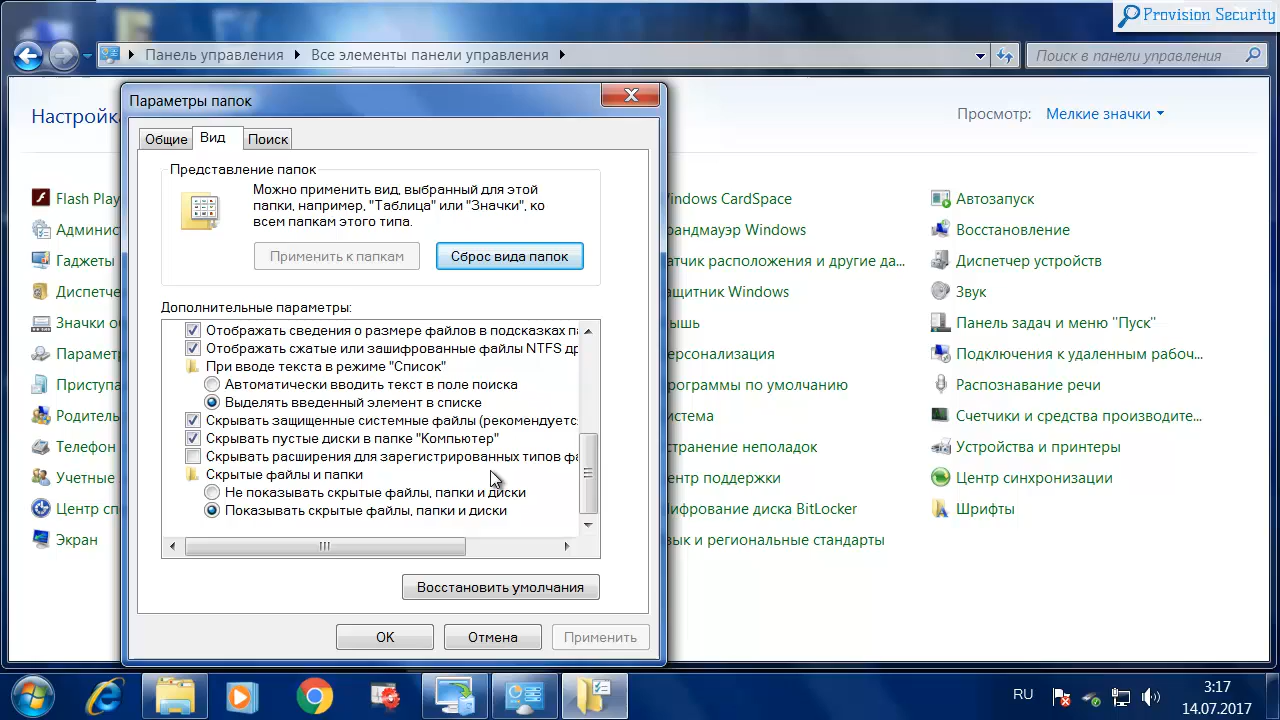 Provision Security
Панель управления
Все элементы панели управления
Поиск в панели управления
Параметры папок
Просмотр:
Мелкие значки
Общие
Вид
Поиск
Представление папок
Можно применить вид, выбранный для этой
папки, например, "Таблица" или "Значки", ко
всем папкам этого типа.
Применить к папкам
Сброс вида папок
Дополнительные параметры:
Отображать сведения о размере файлов в подсказках
Отображать сжатые или зашифрованные файлы NTFS
При вводе текста в режиме "Список"
Автоматически вводить текст в поле поиска
Выделять введенный элемент в списке
Скрывать защищенные системные файлы
Скрывать пустые диски в папке "Компьютер"
Скрывать расширения для зарегистрированных типов
Скрытые файлы и папки
Не показывать скрытые файлы, папки и диски
Показывать скрытые файлы, папки и диски
Восстановить умолчания
OK
Отмена
Применить
Настройк
Flash Play
Админис
Гаджеты
Диспетче
Значки о
Парамет
Приступа
Родитель
Телефон
Учетные
Центр сп
Экран
indows CardSpace
рандмауэр Windows
атчик расположения и другие да...
ащитник Windows
ышь
ерсонализация
рограммы по умолчанию
истема
странение неполадок
ентр поддержки
ифрование диска BitLocker
зык и региональные стандарты
Автозапуск
Восстановление
Диспетчер устройств
Звук
Панель задач и меню "Пуск"
Подключения к удаленным рабоч...
Распознавание речи
Счетчики и средства производите...
Устройства и принтеры
Центр синхронизации
Шрифты
RU
3:17
14.07.2017